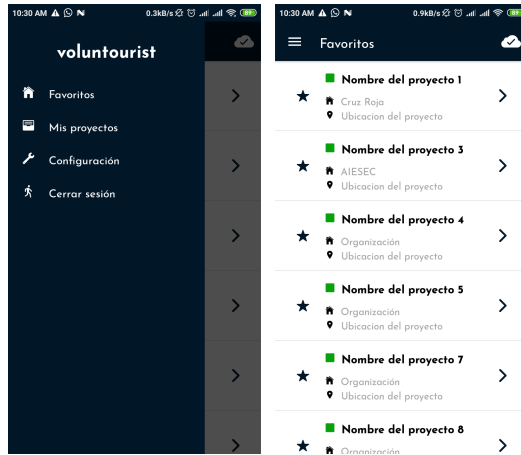 10:30 AM 0.3kB/s 89
voluntourist
Favoritos
Mis proyectos
Configuración
Cerrar sesión
10:30 AM 0.9kB/s 89
Favoritos
Nombre del proyecto 1
Cruz Roja
Ubicacion del proyecto
Nombre del proyecto 3
AIESEC
Ubicacion del proyecto
Nombre del proyecto 4
Organización
Ubicacion del proyecto
Nombre del proyecto 5
Organización
Ubicacion del proyecto
Nombre del proyecto 7
Organización
Ubicacion del proyecto
Nombre del proyecto 8
Organización